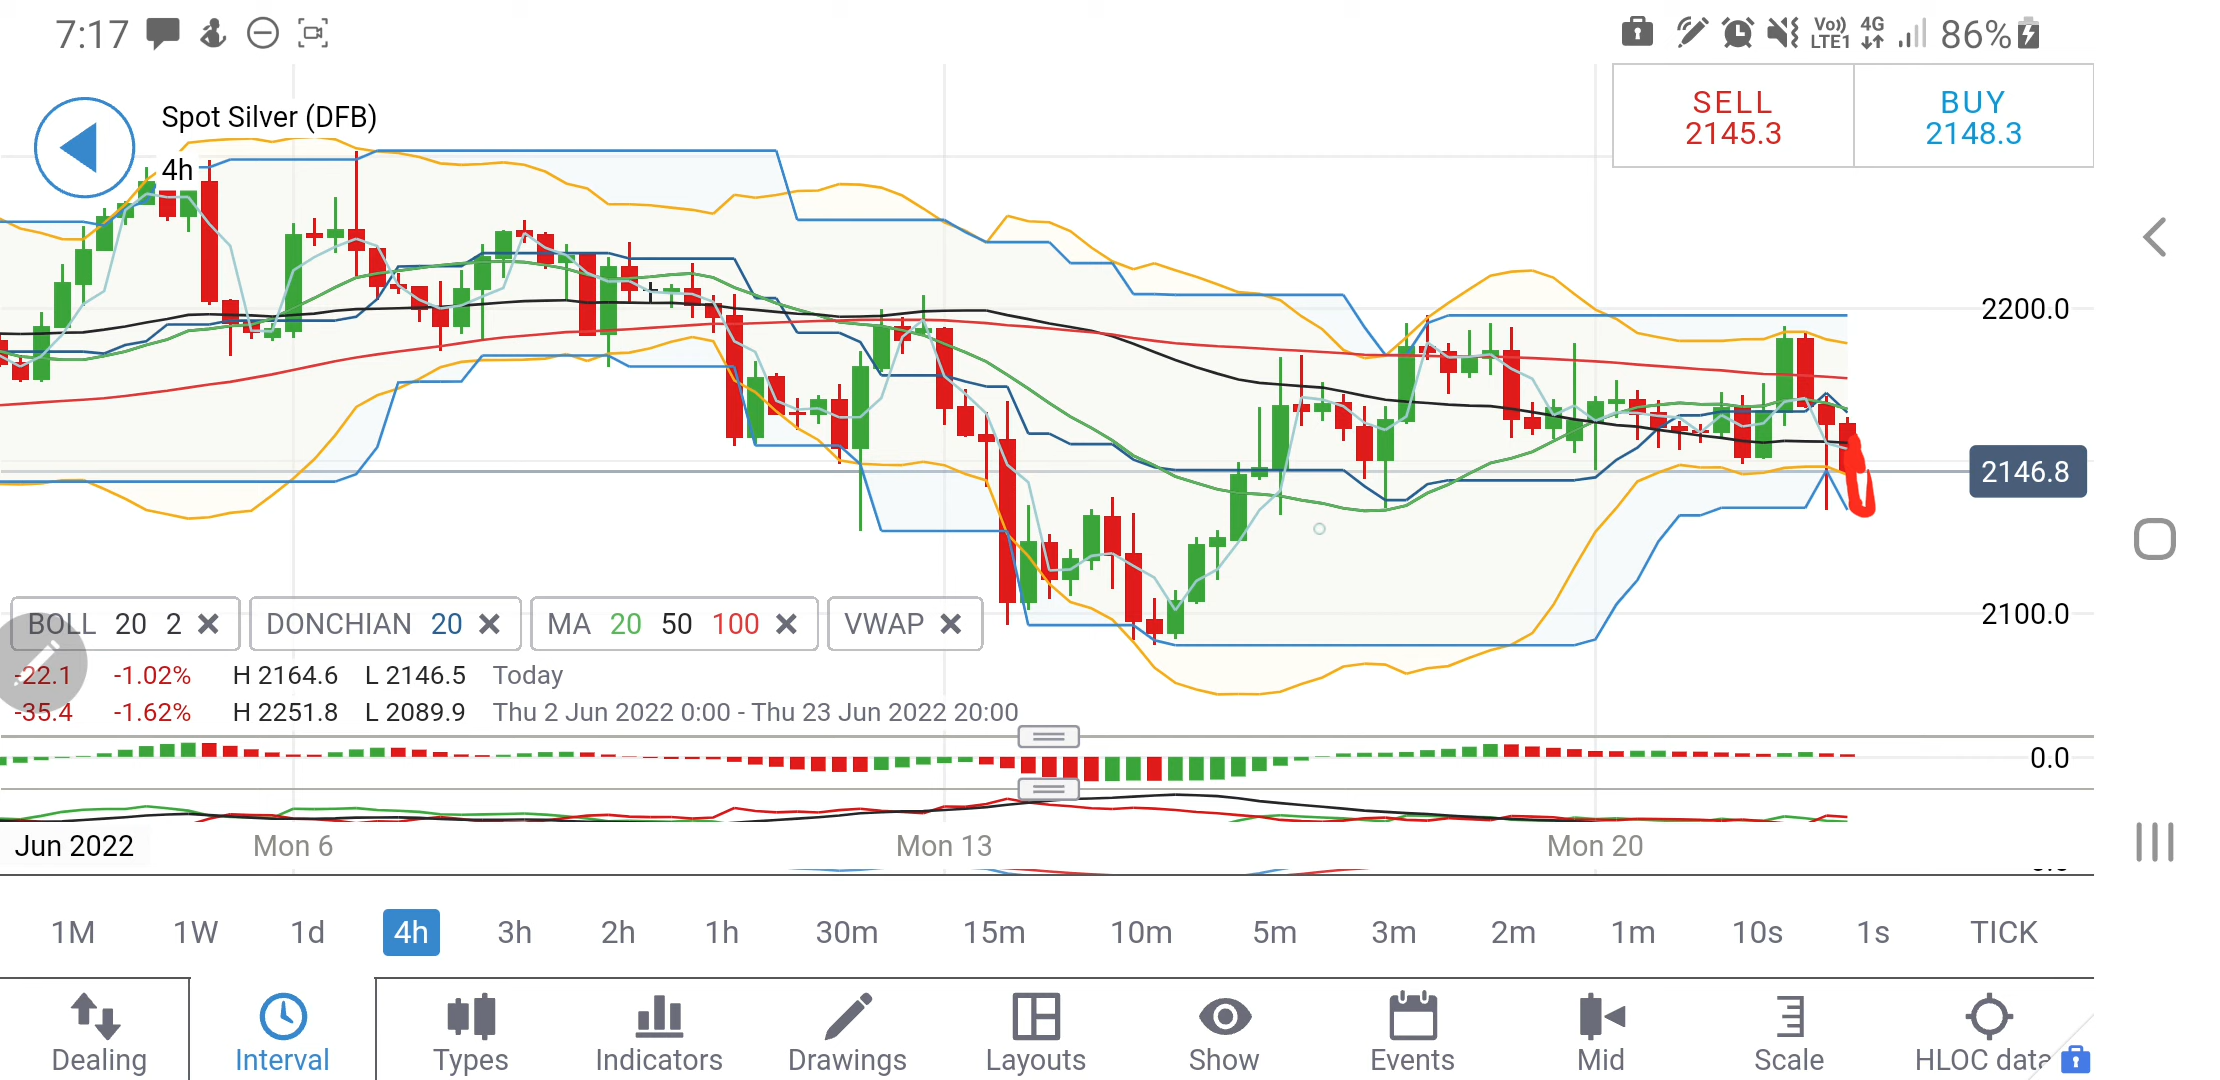 7:17
Vo))
LTE1
4G
86%
SELL
2145.3
BUY
2148.3
Spot Silver (DFB)
4h
2200.0
2146.8
2100.0
BOLL 20 2
DONCHIAN 20
MA 20 50 100
VWAP
-22.1 -1.02% H 2164.6 L 2146.5 Today
-35.4 -1.62% H 2251.8 L 2089.9 Thu 2 Jun 2022 0:00 - Thu 23 Jun 2022 20:00
0.0
Jun 2022 Mon 6 Mon 13 Mon 20
1M 1W 1d 4h 3h 2h 1h 30m 15m 10m 5m 3m 2m 1m 10s 1s TICK
Dealing Interval Types Indicators Drawings Layouts Show Events Mid Scale HLOC data